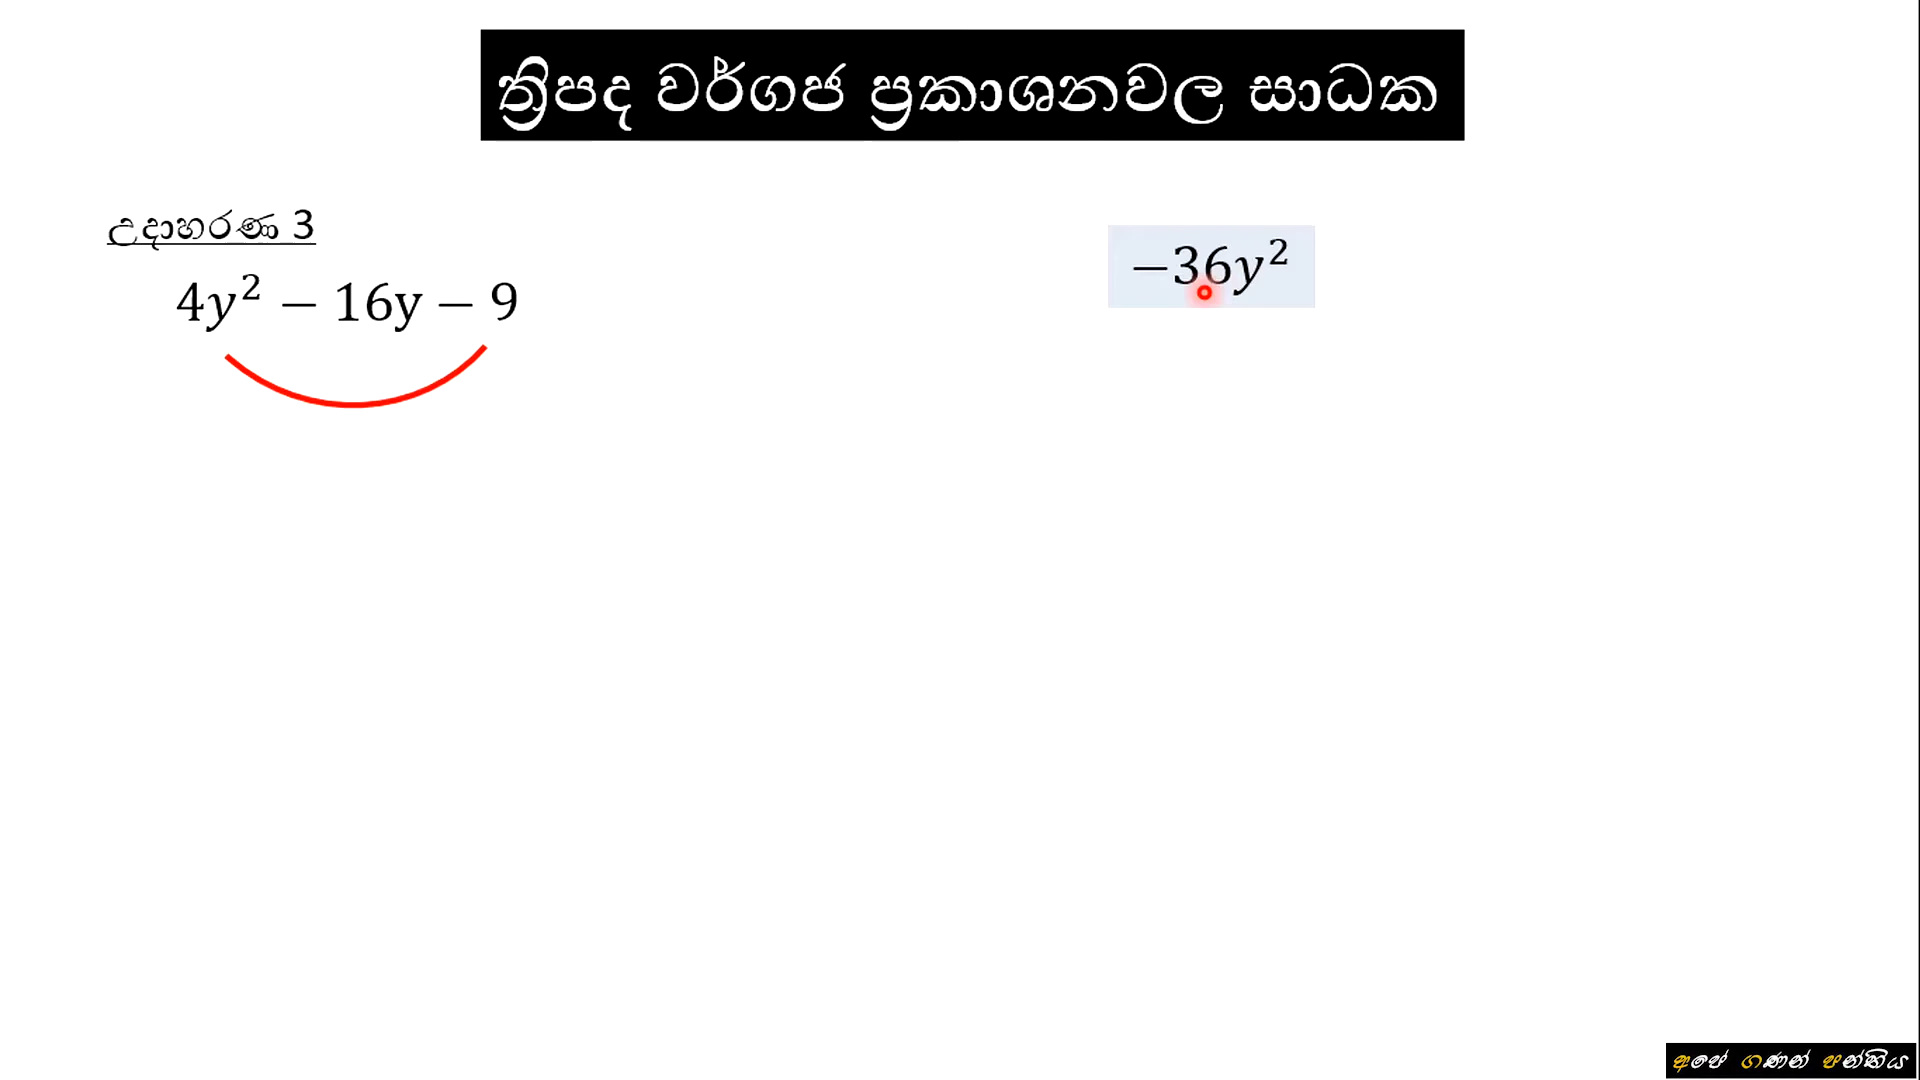 ත්‍රිපද වර්ගජ ප්‍රකාශනවල සාධක
උදාහරණ 3
4y² − 16y − 9
−36y²
අපේ ගණන් පන්තිය